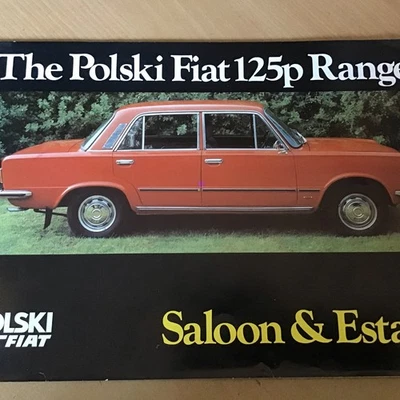 The Polski Fiat 125p Range
Saloon & Esta
OLSKI
FIAT